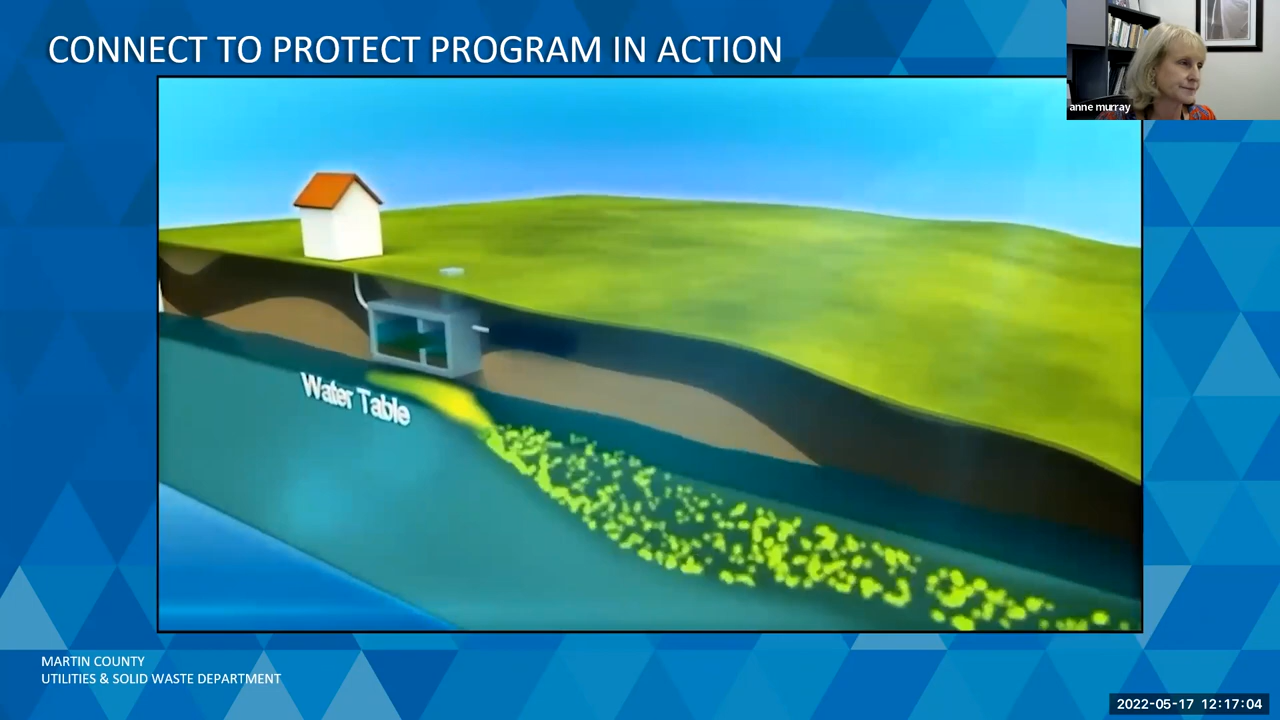 CONNECT TO PROTECT PROGRAM IN ACTION
anne murray
Water Table
MARTIN COUNTY
UTILITIES & SOLID WASTE DEPARTMENT
2022-05-17 12:17:04